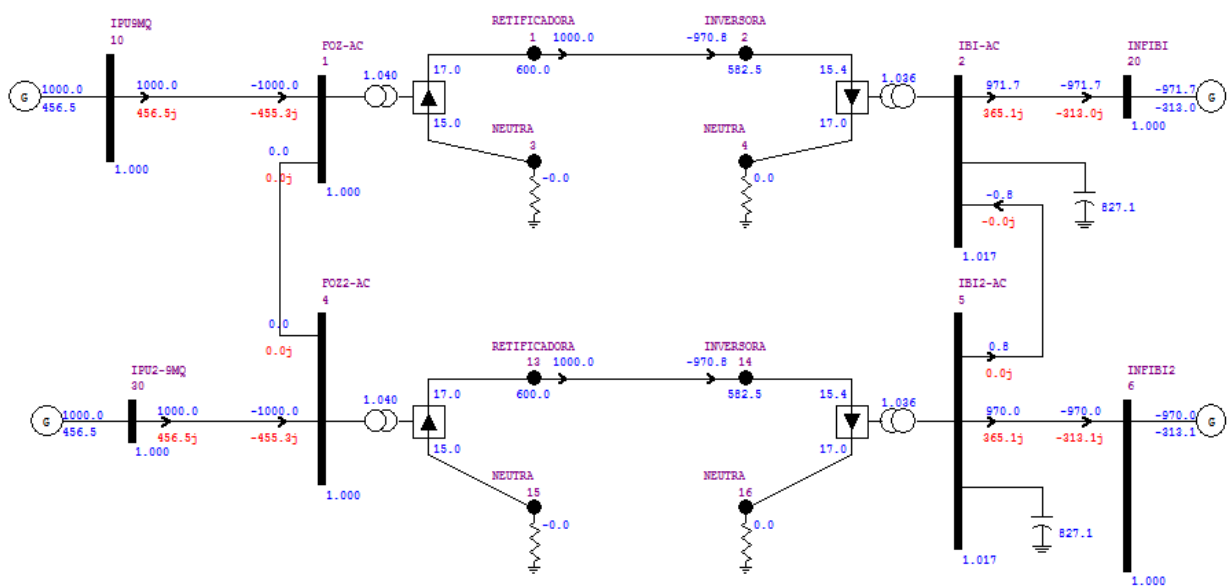 IPU9MQ
10
1000.0
456.5
1000.0
456.5j
-1000.0
-455.3j
1.000
FOZ-AC
1
0.0
0.0j
1.000
1.040
17.0
15.0
RETIFICADORA
1
1000.0
600.0
NEUTRA
3
-0.0
INVERSORA
-970.8
2
582.5
NEUTRA
4
0.0
15.4
17.0
1.036
IBI-AC
2
971.7
365.1j
-971.7
-313.0j
INFIBI
20
-971.7
-313.0
1.000
827.1
-0.8
-0.0j
1.017
FOZ2-AC
4
0.0
0.0j
IPU2-9MQ
30
1000.0
456.5
1000.0
456.5j
-1000.0
-455.3j
1.000
1.000
1.040
17.0
15.0
RETIFICADORA
13
1000.0
600.0
NEUTRA
15
-0.0
INVERSORA
-970.8
14
582.5
NEUTRA
16
0.0
15.4
17.0
1.036
IBI2-AC
5
0.8
0.0j
970.0
365.1j
-970.0
-313.1j
INFIBI2
6
-970.0
-313.1
827.1
1.017
1.000
G
G
G
G